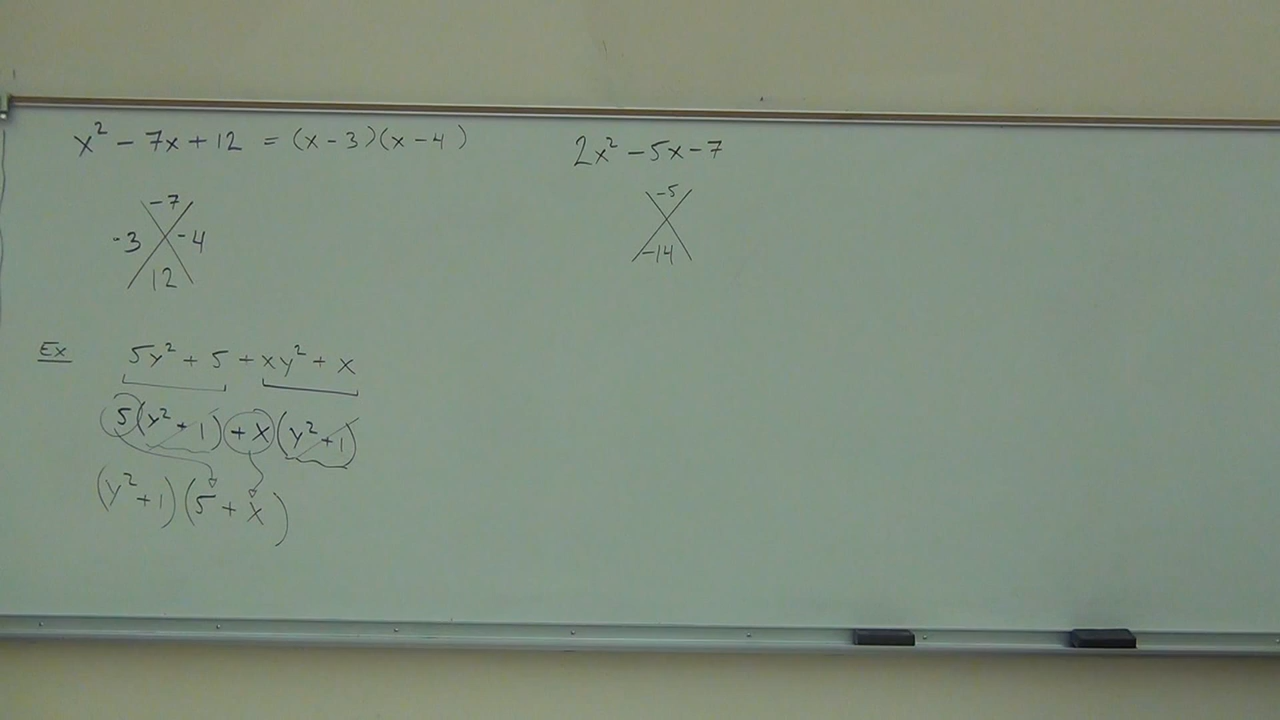 x² − 7x + 12 = (x − 3)(x − 4)
−7
-3 -4
12
2x² − 5x − 7
−5
−14
Ex 5y² + 5 + xy² + x
5(y² + 1) + x(y² + 1)
(y² + 1)(5 + x)